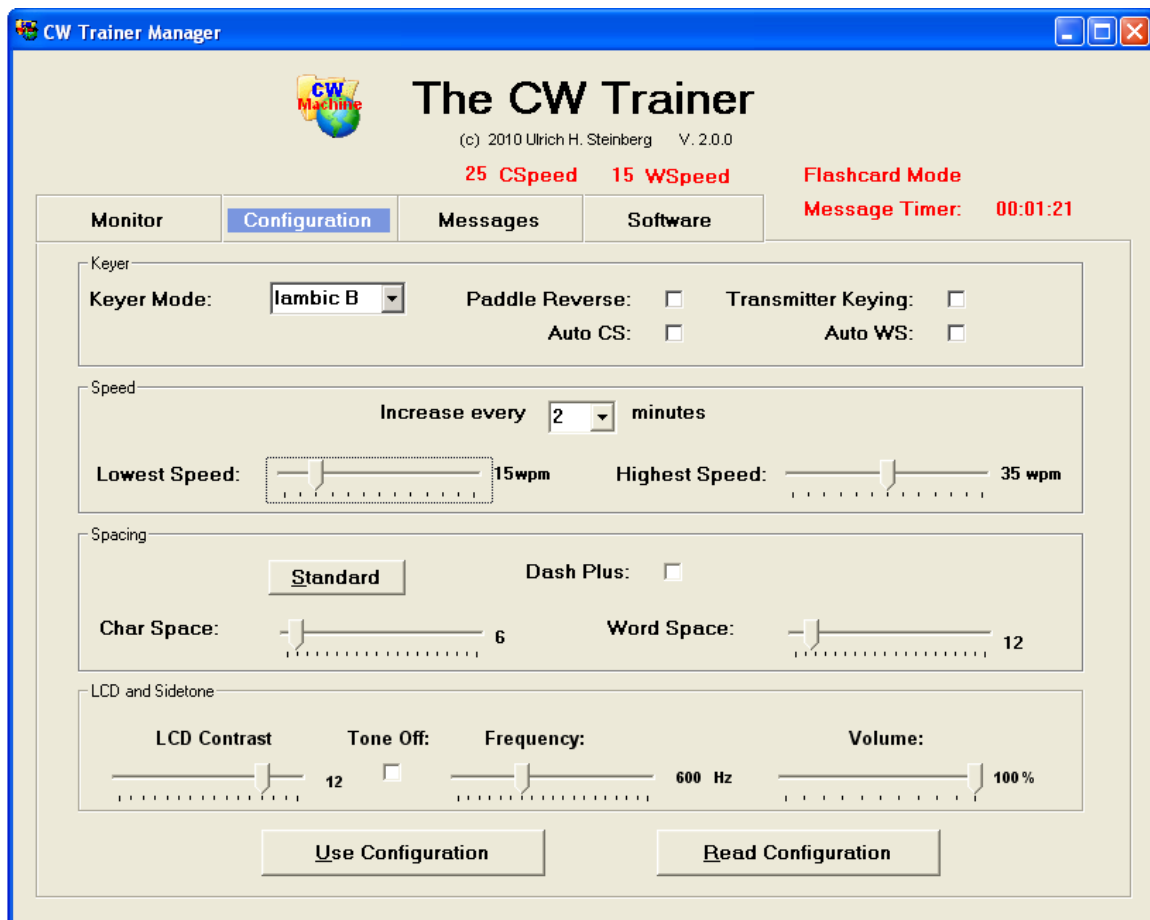 CW Trainer Manager
CW
Machine
The CW Trainer
(c) 2010 Ulrich H. Steinberg V. 2.0.0
25 CSpeed 15 WSpeed Flashcard Mode
Message Timer: 00:01:21
Monitor Configuration Messages Software
Keyer
Keyer Mode: Iambic B Paddle Reverse: Transmitter Keying:
Auto CS: Auto WS:
Speed
Increase every 2 minutes
Lowest Speed: 15wpm Highest Speed: 35 wpm
Spacing
Standard Dash Plus:
Char Space: 6 Word Space: 12
LCD and Sidetone
LCD Contrast Tone Off: Frequency: Volume:
12 600 Hz 100 %
Use Configuration Read Configuration